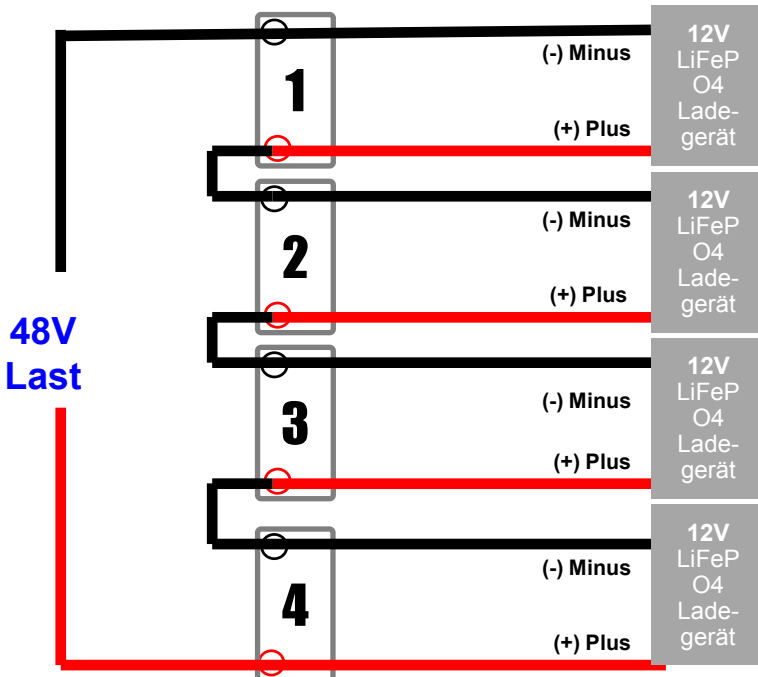 (-) Minus
1
(+) Plus
12V
LiFeP
O4
Lade-
gerät
(-) Minus
2
(+) Plus
12V
LiFeP
O4
Lade-
gerät
48V
Last
(-) Minus
3
(+) Plus
12V
LiFeP
O4
Lade-
gerät
(-) Minus
4
(+) Plus
12V
LiFeP
O4
Lade-
gerät